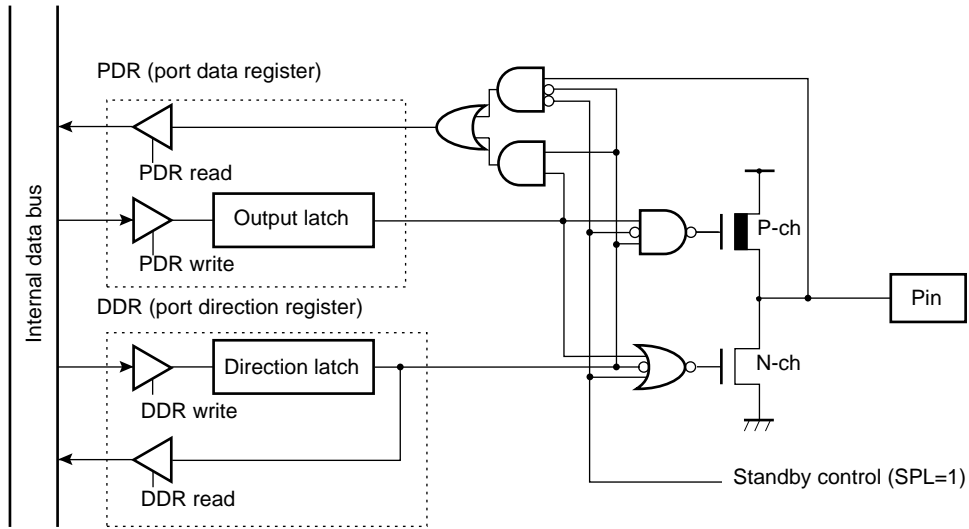 PDR (port data register)
PDR read
Output latch
PDR write
P-ch
Pin
Internal data bus
DDR (port direction register)
Direction latch
N-ch
DDR write
DDR read
Standby control (SPL=1)